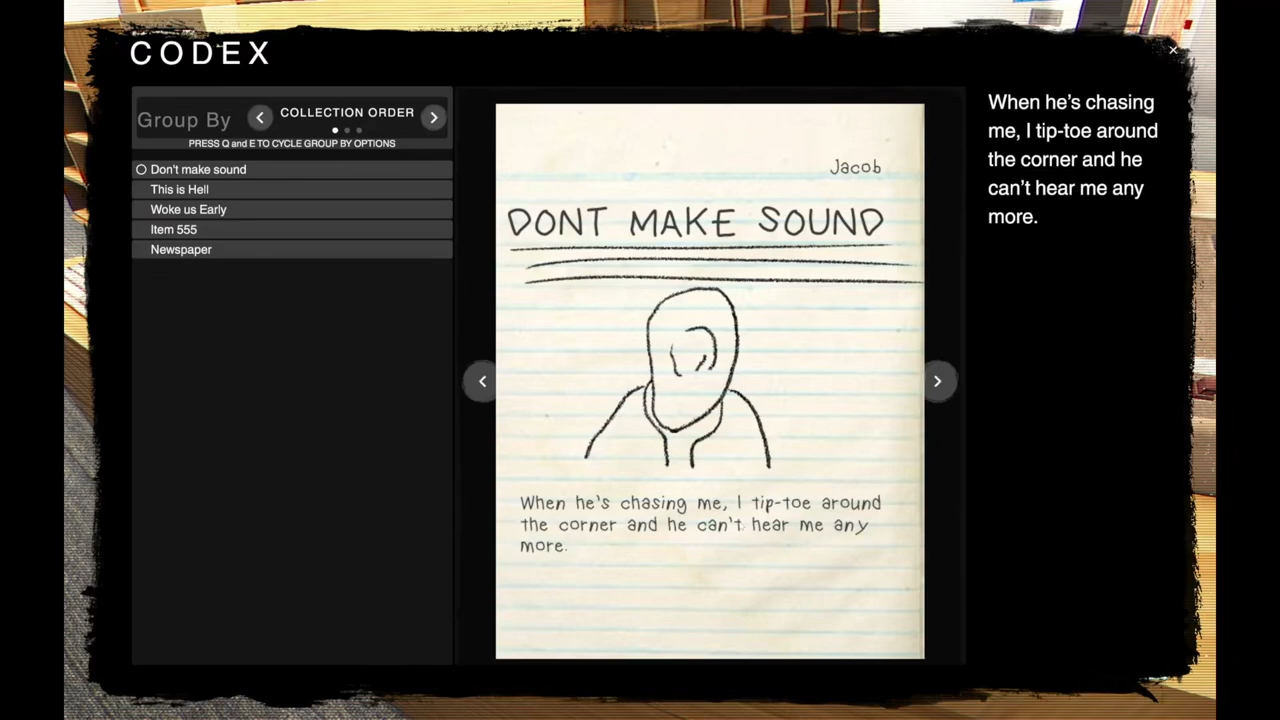 CODEX
Group By
COLLECTION ORDER
PRESS Q and E TO CYCLE GROUP BY OPTIONS
Don't make sound
This is Hell
Woke us Early
Item 555
Newspaper
Jacob
DONT MAKE SOUND
When he's chasing me, I tip-toe around
the corner and he can't hear me any
more.
When he's chasing
me, I tip-toe around
the corner and he
can't hear me any
more.